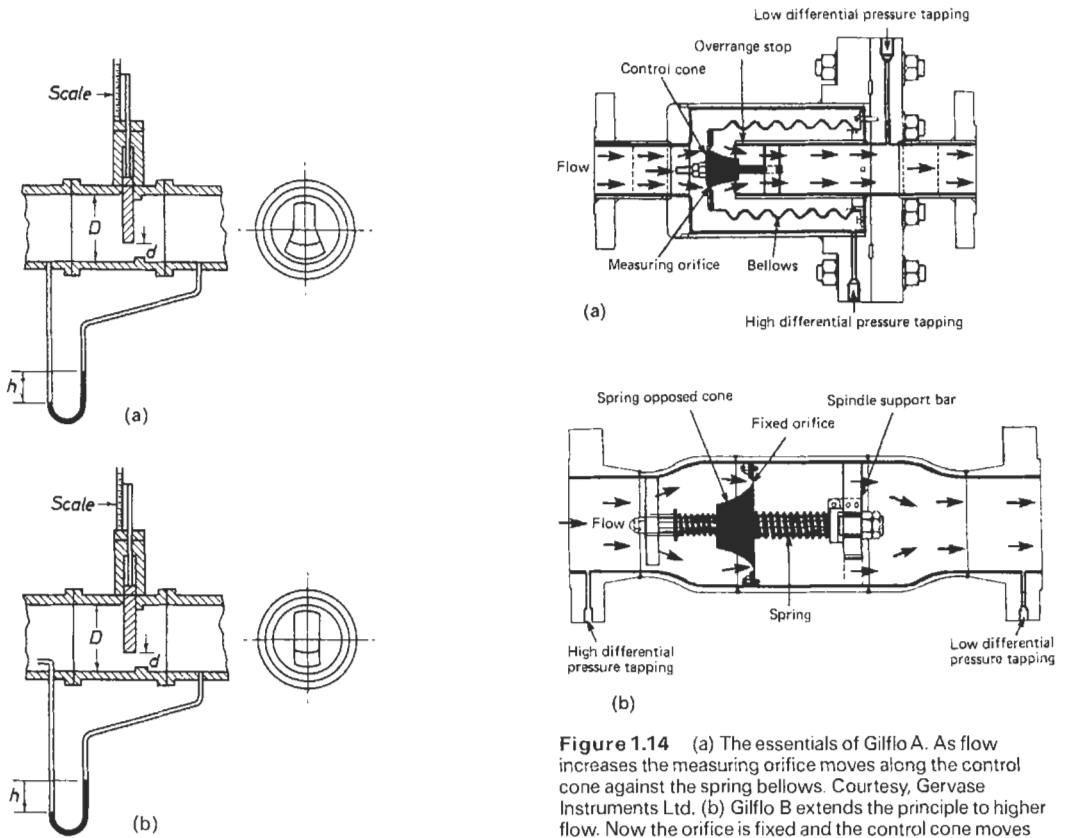 Scale
D
d
h
(a)
Scale
D
d
h
(b)
Low differential pressure tapping
Overrange stop
Control cone
Flow
Measuring orifice
Bellows
(a)
High differential pressure tapping
Spring opposed cone
Spindle support bar
Fixed orifice
Flow
Spring
High differential
pressure tapping
Low differential
pressure tapping
(b)
Figure 1.14 (a) The essentials of Gilflo A. As flow
increases the measuring orifice moves along the control
cone against the spring bellows. Courtesy, Gervase
Instruments Ltd. (b) Gilflo B extends the principle to higher
flow. Now the orifice is fixed and the control cone moves